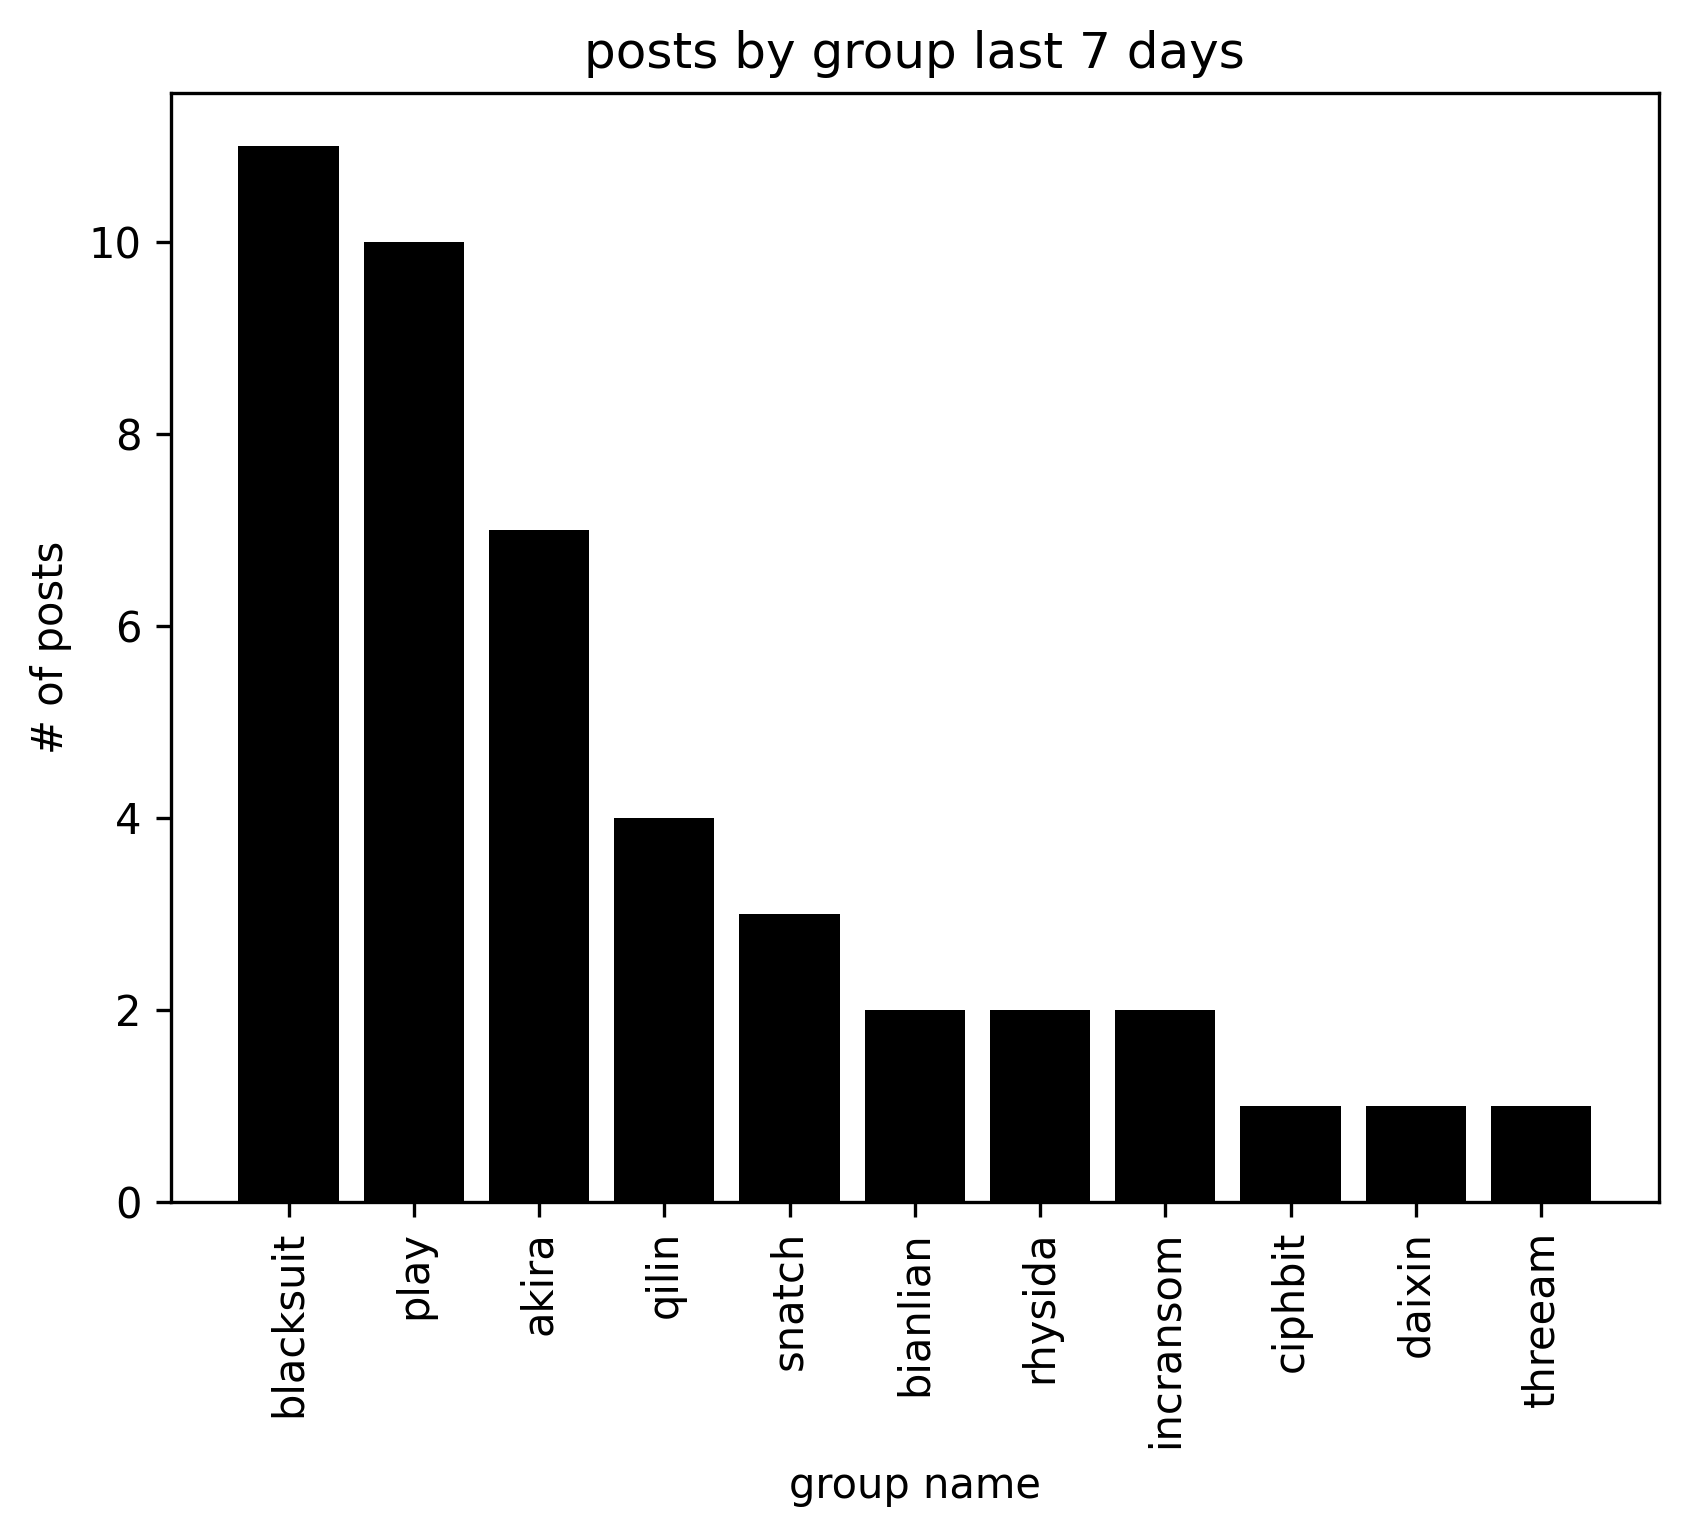 posts by group last 7 days
# of posts
10
8
6
4
2
0
blacksuit
play
akira
qilin
snatch
bianlian
rhysida
incransom
ciphbit
daixin
threeam
group name